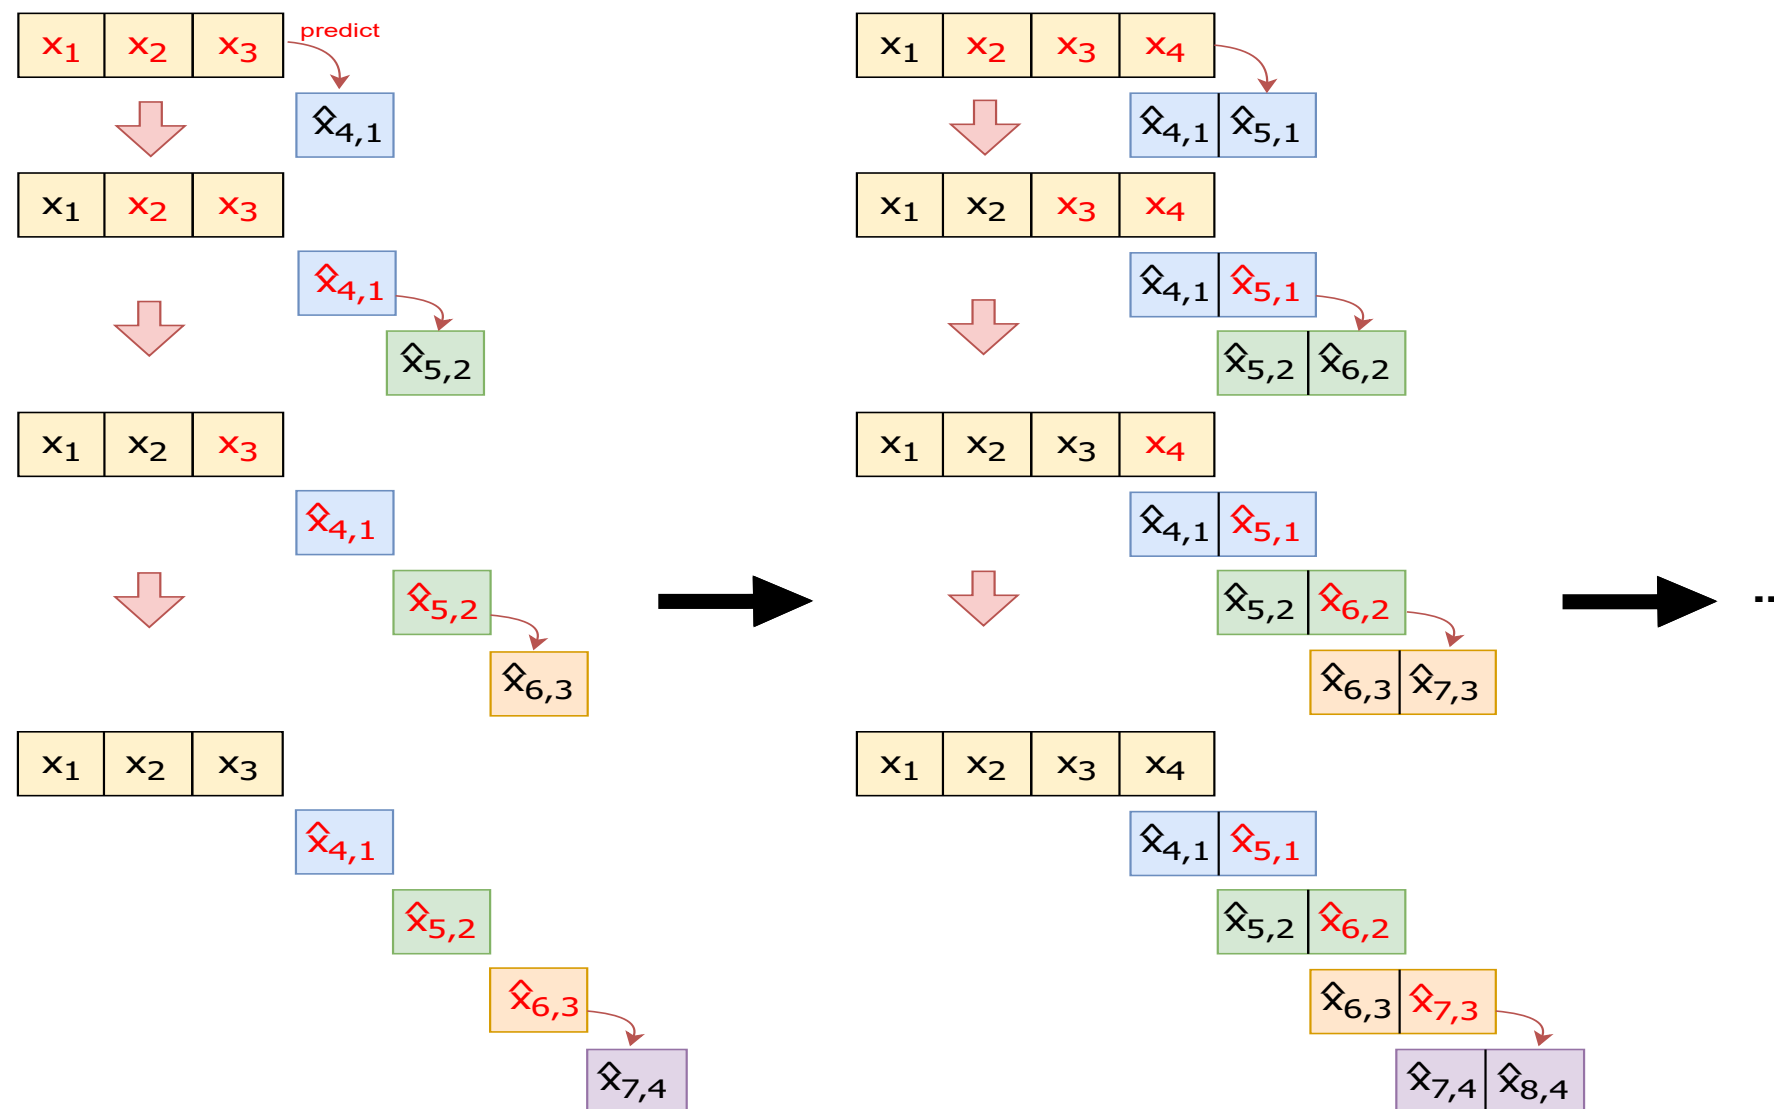 x1 x2 x3 predict
x̂4,1
x1 x2 x3
x̂4,1
x̂5,2
x1 x2 x3
x̂4,1
x̂5,2
x̂6,3
x1 x2 x3
x̂4,1
x̂5,2
x̂6,3
x̂7,4
x1 x2 x3 x4
x̂4,1 x̂5,1
x1 x2 x3 x4
x̂4,1 x̂5,1
x̂5,2 x̂6,2
x1 x2 x3 x4
x̂4,1 x̂5,1
x̂5,2 x̂6,2
x̂6,3 x̂7,3
x1 x2 x3 x4
x̂4,1 x̂5,1
x̂5,2 x̂6,2
x̂6,3 x̂7,3
x̂7,4 x̂8,4
..